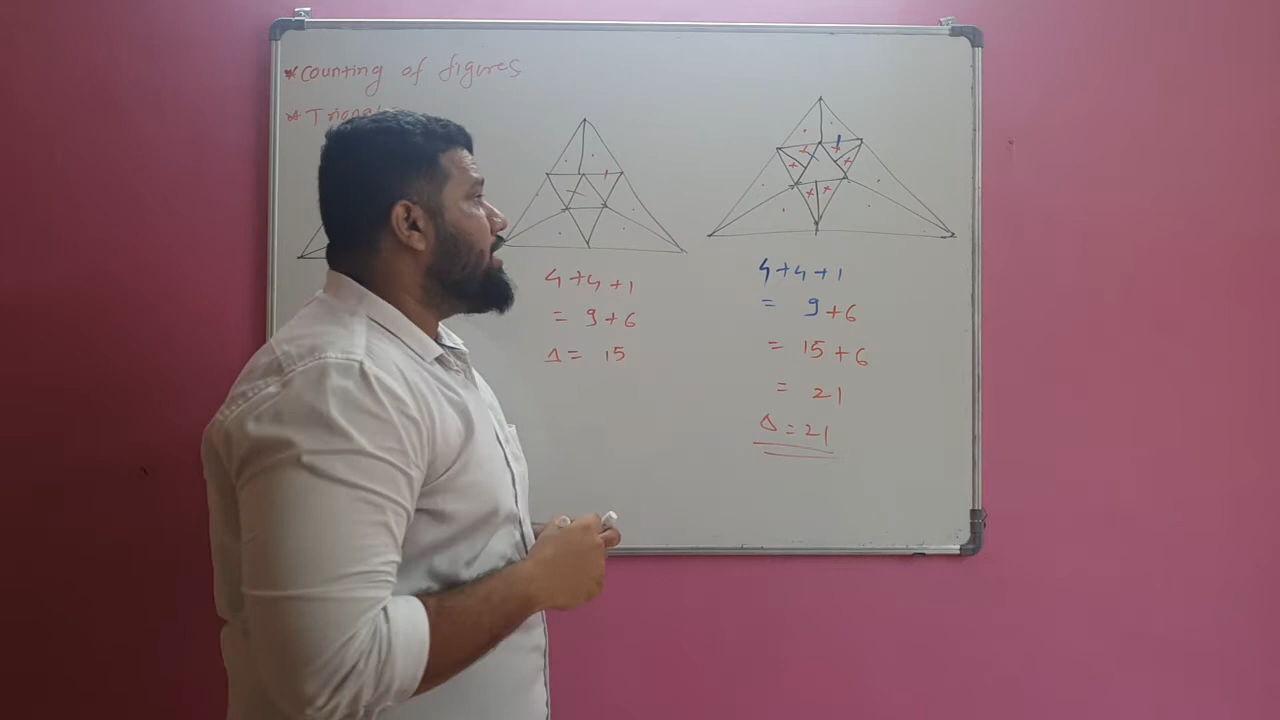 * Counting of figures
*
4+4+1
= 9+6
Δ = 15
4+4+1
= 9+6
= 15+6
= 21
Δ = 21